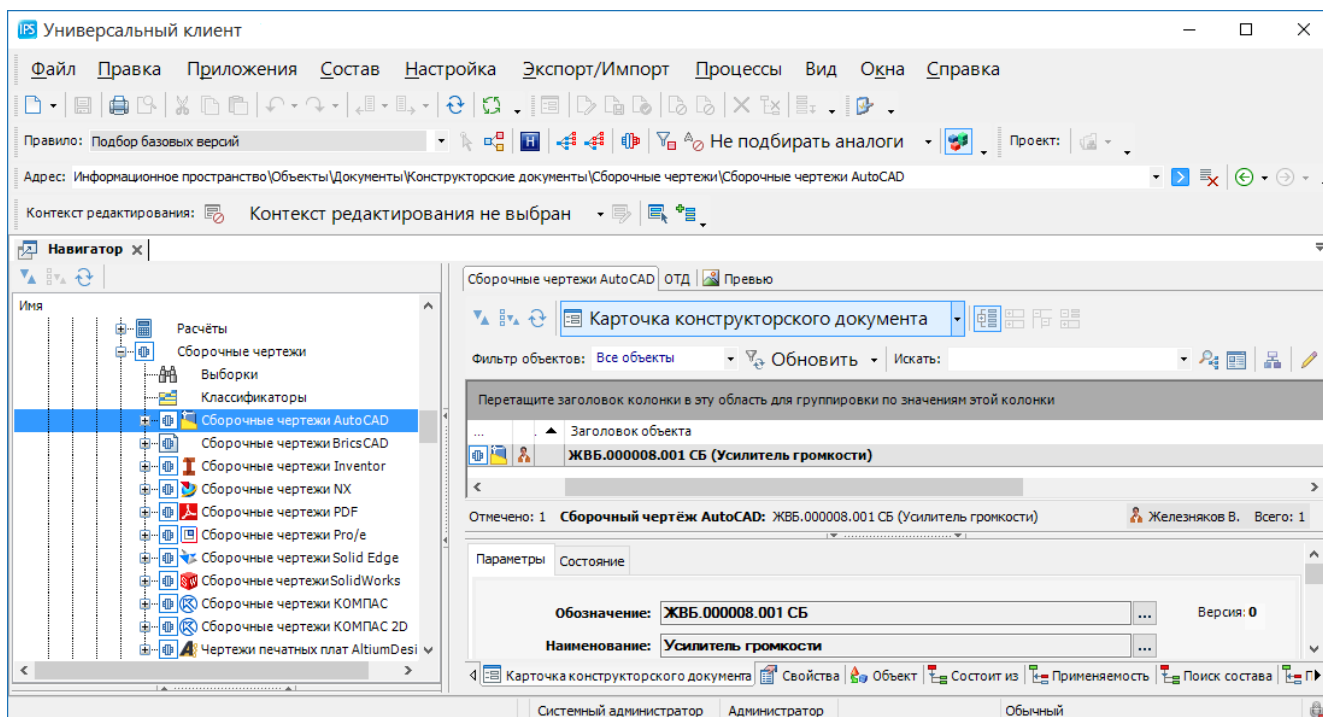 IPS Универсальный клиент
Файл Правка Приложения Состав Настройка Экспорт/Импорт Процессы Вид Окна Справка
Правило: Подбор базовых версий H Не подбирать аналоги Проект:
Адрес: Информационное пространство\Объекты\Документы\Конструкторские документы\Сборочные чертежи\Сборочные чертежи AutoCAD
Контекст редактирования: Контекст редактирования не выбран
Навигатор
Имя
Расчёты
Сборочные чертежи
Выборки
Классификаторы
Сборочные чертежи AutoCAD
Сборочные чертежи BricsCAD
Сборочные чертежи Inventor
Сборочные чертежи NX
Сборочные чертежи PDF
Сборочные чертежи Pro/e
Сборочные чертежи Solid Edge
Сборочные чертежи SolidWorks
Сборочные чертежи КОМПАС
Сборочные чертежи КОМПАС 2D
Чертежи печатных плат AltiumDesi
Сборочные чертежи AutoCAD ОТД Превью
Карточка конструкторского документа
Фильтр объектов: Все объекты Обновить Искать:
Перетащите заголовок колонки в эту область для группировки по значениям этой колонки
... . Заголовок объекта
ЖВБ.000008.001 СБ (Усилитель громкости)
Отмечено: 1 Сборочный чертёж AutoCAD: ЖВБ.000008.001 СБ (Усилитель громкости) Железняков В. Всего: 1
Параметры Состояние
Обозначение: ЖВБ.000008.001 СБ ... Версия: 0
Наименование: Усилитель громкости ...
Карточка конструкторского документа Свойства Объект Состоит из Применяемость Поиск состава П
Системный администратор Администратор Обычный